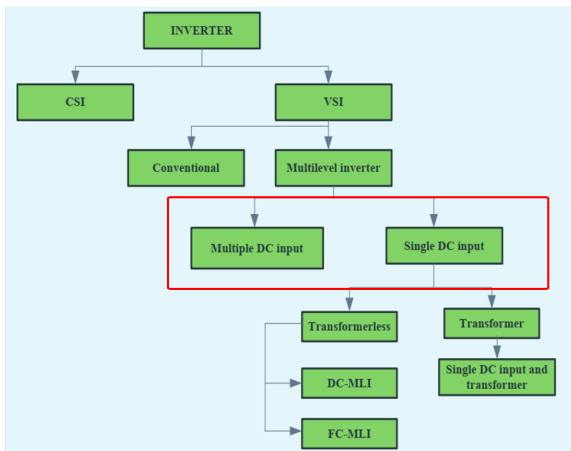 INVERTER
CSI
VSI
Conventional
Multilevel inverter
Multiple DC input
Single DC input
Transformerless
Transformer
DC-MLI
Single DC input and
transformer
FC-MLI